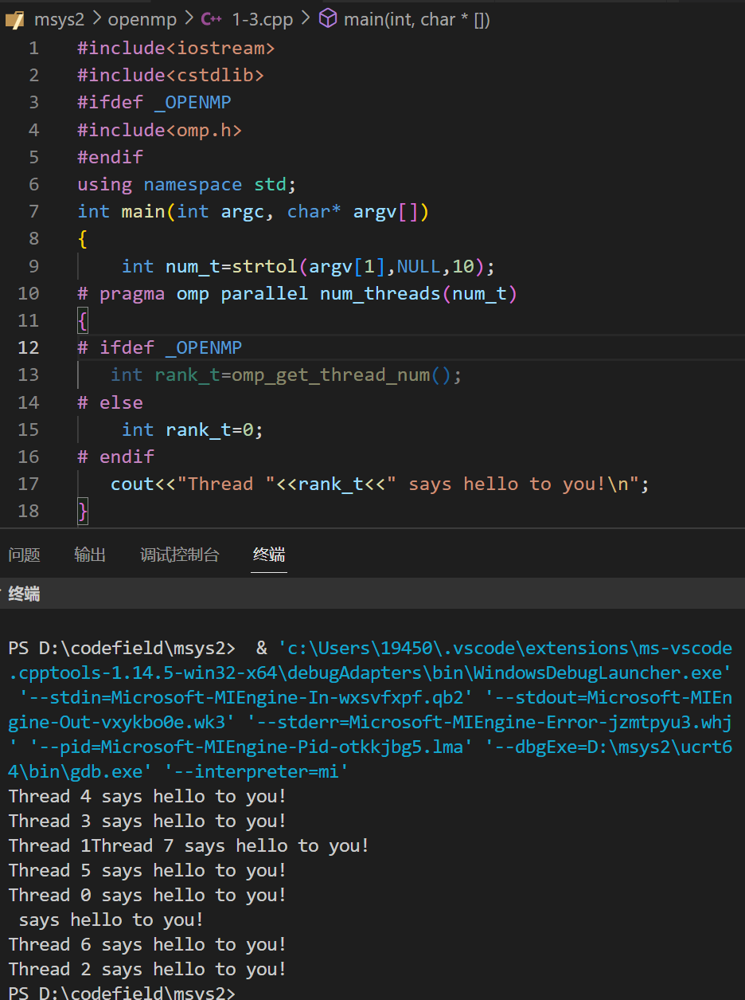 msys2 > openmp > C++ 1-3.cpp > main(int, char * [])
1 #include<iostream>
2 #include<cstdlib>
3 #ifdef _OPENMP
4 #include<omp.h>
5 #endif
6 using namespace std;
7 int main(int argc, char* argv[])
8 {
9     int num_t=strtol(argv[1],NULL,10);
10 # pragma omp parallel num_threads(num_t)
11 {
12 # ifdef _OPENMP
13    int rank_t=omp_get_thread_num();
14 # else
15     int rank_t=0;
16 # endif
17    cout<<"Thread "<<rank_t<<" says hello to you!\n";
18 }
问题 输出 调试控制台 终端
终端
PS D:\codefield\msys2>  & 'c:\Users\19450\.vscode\extensions\ms-vscode
.cpptools-1.14.5-win32-x64\debugAdapters\bin\WindowsDebugLauncher.exe'
 '--stdin=Microsoft-MIEngine-In-wxsvfxpf.qb2' '--stdout=Microsoft-MIEn
gine-Out-vxykbo0e.wk3' '--stderr=Microsoft-MIEngine-Error-jzmtpyu3.whj
' '--pid=Microsoft-MIEngine-Pid-otkkjbg5.lma' '--dbgExe=D:\msys2\ucrt6
4\bin\gdb.exe' '--interpreter=mi'
Thread 4 says hello to you!
Thread 3 says hello to you!
Thread 1Thread 7 says hello to you!
Thread 5 says hello to you!
Thread 0 says hello to you!
 says hello to you!
Thread 6 says hello to you!
Thread 2 says hello to you!
PS D:\codefield\msys2>